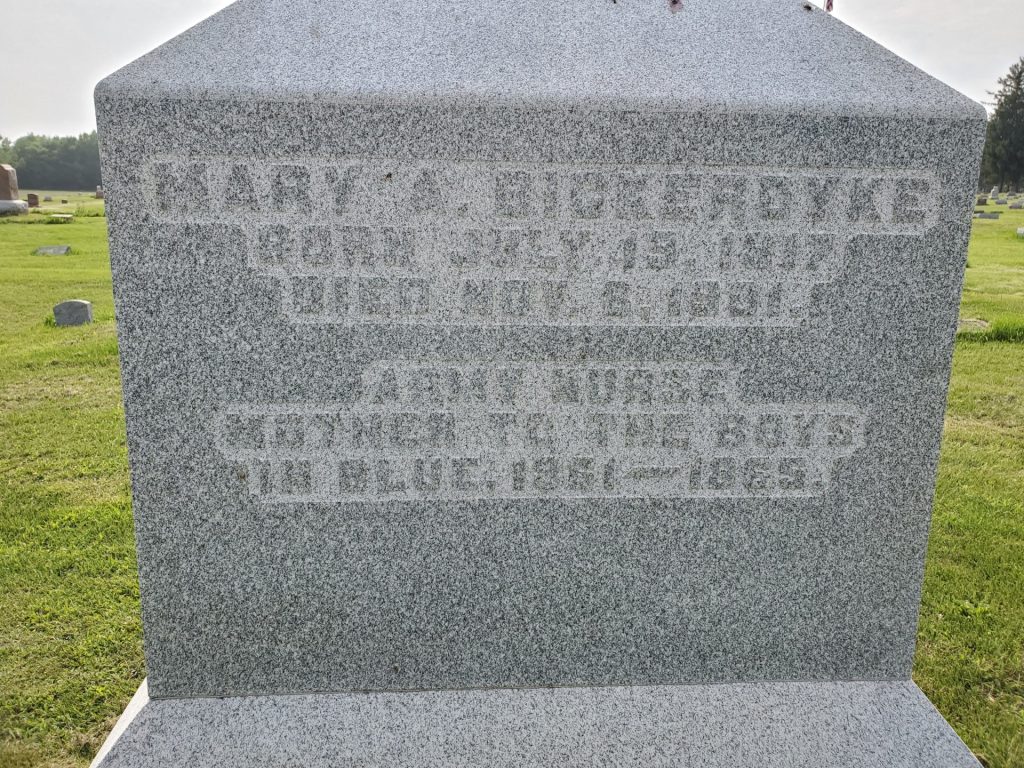 MARY A. BICKERDYKE
BORN JULY 19, 1817
DIED NOV. 8, 1901.
ARMY NURSE
MOTHER TO THE BOYS
IN BLUE, 1861—1865.